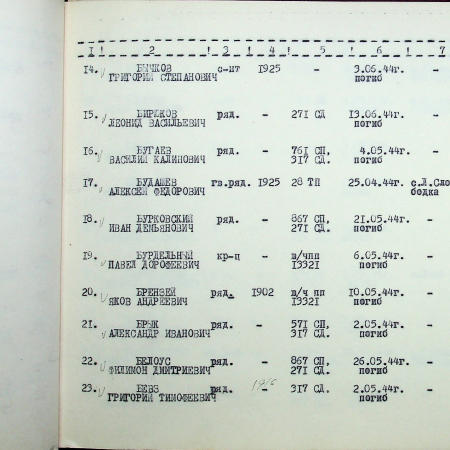 ! I! 2 ! 3 ! 4 ! 5 ! 6 ! 7
14. БЫЧКОВ с-нт 1925 - 3.06.44г. -
ГРИГОРИЙ СТЕПАНОВИЧ погиб
15. БИРЮКОВ ряд. - 271 СД 13.06.44г. -
ЛЕОНИД ВАСИЛЬЕВИЧ погиб
16. БУГАЕВ ряд. - 761 СП, 4.05.44г. -
ВАСИЛИЙ КАЛИНОВИЧ 317 СД. погиб
17. БУДАШЕВ гв.ряд. 1925 28 ТП 25.04.44г. с.Л.Сло
АЛЕКСЕЙ ФЕДОРОВИЧ бодка
18. БУРКОВСКИЙ ряд. - 867 СП, 21.05.44г. -
ИВАН ДЕМЬЯНОВИЧ 271 СД. погиб
19. БУРДЕЛЬНЫЙ кр-ц - п/чпп 6.05.44г. -
ПАВЕЛ ДОРОФЕЕВИЧ 13321 погиб
20. БРЕНЗЕЙ ряд. 1902 п/ч пп 10.05.44г. -
ЯКОВ АНДРЕЕВИЧ 13321 погиб
21. БРЫК ряд. - 571 СП, 2.05.44г. -
АЛЕКСАНДР ИВАНОВИЧ 317 СД. погиб
22. БЕЛОУС ряд. - 867 СП, 26.05.44г. -
ФИЛИМОН ДМИТРИЕВИЧ 271 СД. погиб
23. БЕВЗ ряд. - 317 СД. 2.05.44г. -
ГРИГОРИЙ ТИМОФЕЕВИЧ погиб